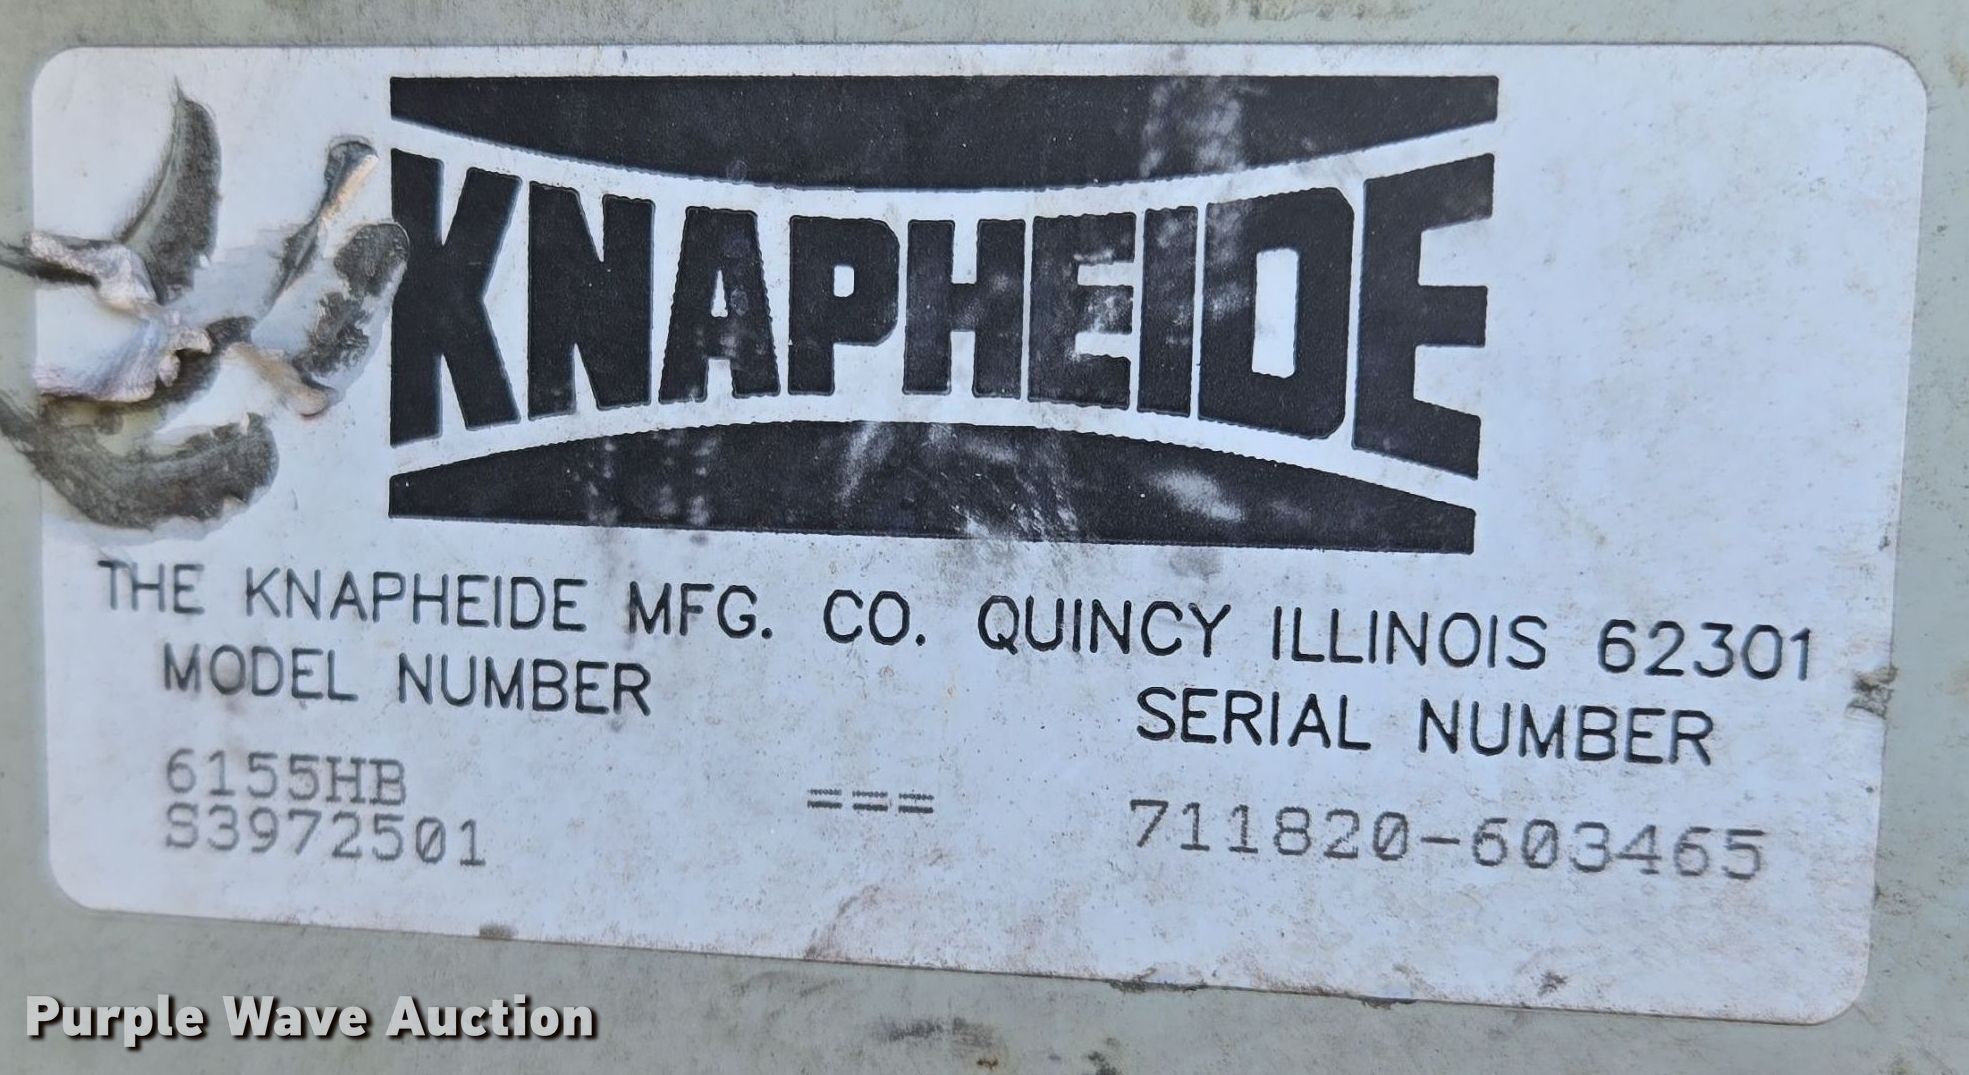 KNAPHEIDE
THE KNAPHEIDE MFG. CO. QUINCY ILLINOIS 62301
MODEL NUMBER SERIAL NUMBER
6155HB === 711820-603465
S3972501
Purple Wave Auction